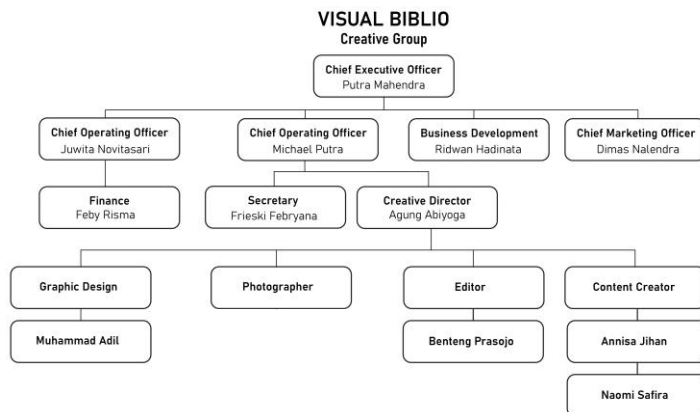 VISUAL BIBLIO
Creative Group
Chief Executive Officer
Putra Mahendra
Chief Operating Officer
Juwita Novitasari
Chief Operating Officer
Michael Putra
Business Development
Ridwan Hadinata
Chief Marketing Officer
Dimas Nalendra
Finance
Feby Risma
Secretary
Frieski Febryana
Creative Director
Agung Abiyoga
Graphic Design
Photographer
Editor
Content Creator
Muhammad Adil
Benteng Prasojo
Annisa Jihan
Naomi Safira